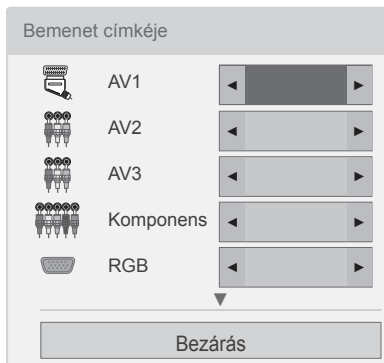 Bemenet címkéje
AV1
AV2
AV3
Komponens
RGB
Bezárás